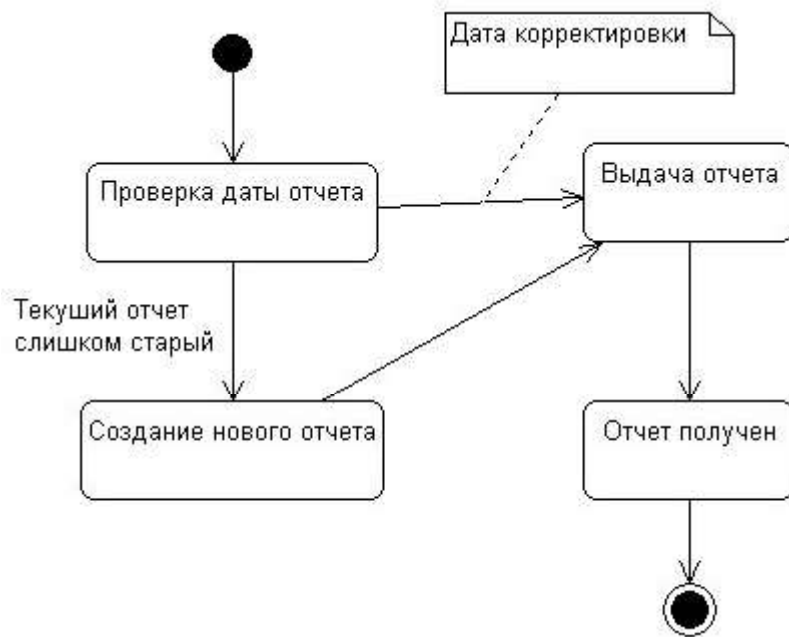 Дата корректировки
Проверка даты отчета
Выдача отчета
Текуший отчет
слишком старый
Создание нового отчета
Отчет получен